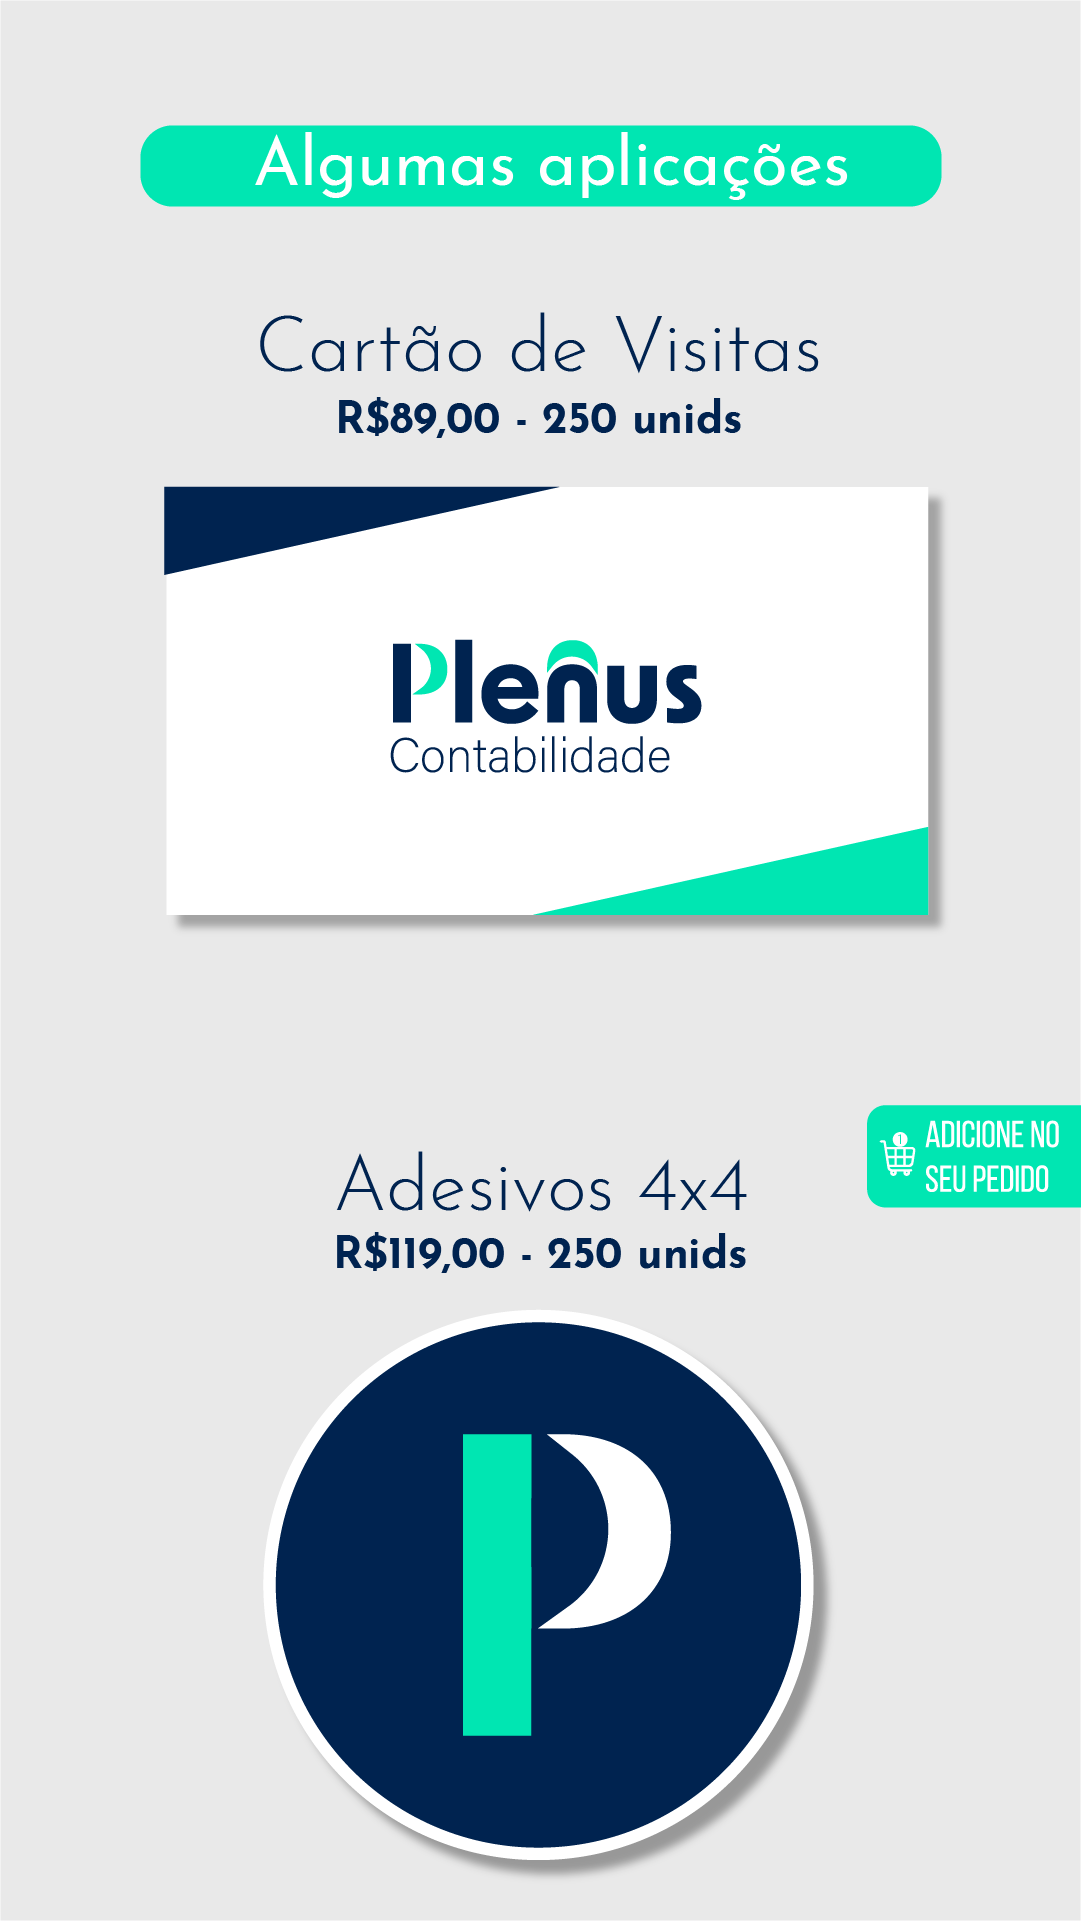 Algumas aplicações
Cartão de Visitas
R$89,00 - 250 unids
Plenus
Contabilidade
1
ADICIONE NO
SEU PEDIDO
Adesivos 4x4
R$119,00 - 250 unids
P